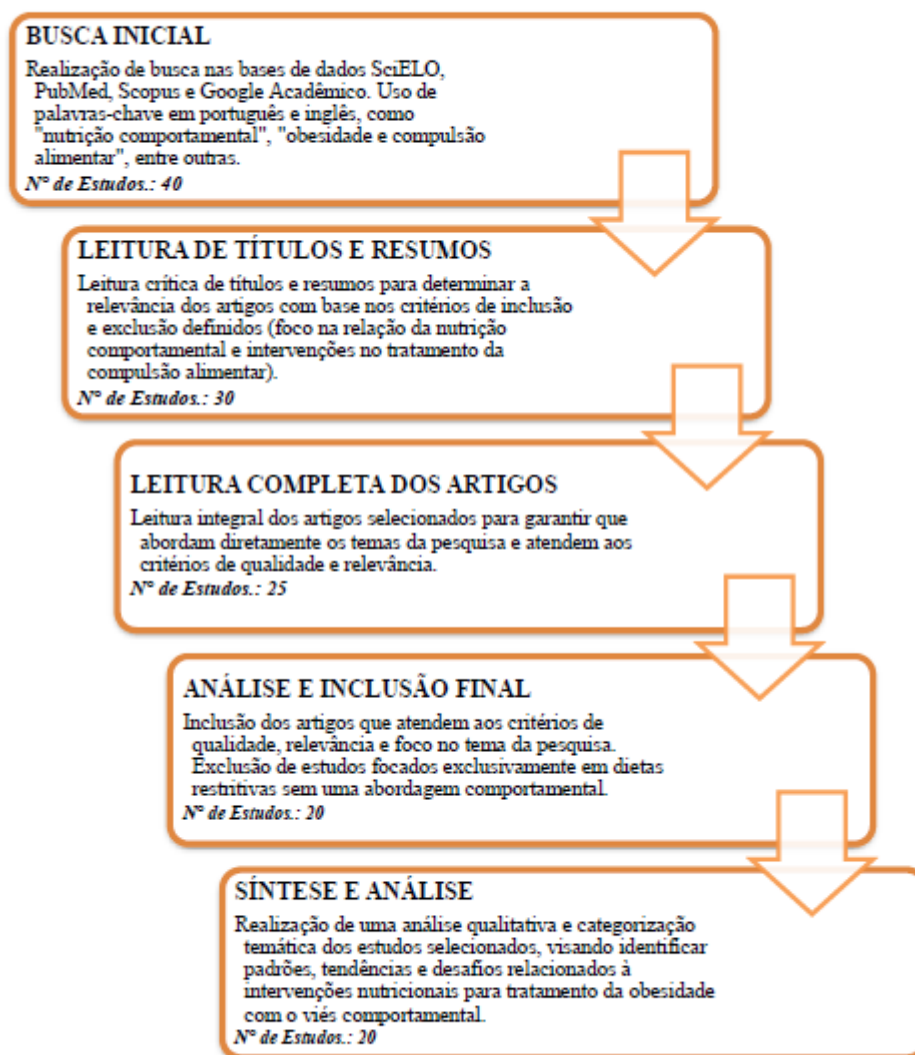 BUSCA INICIAL
Realização de busca nas bases de dados SciELO,
PubMed, Scopus e Google Acadêmico. Uso de
palavras-chave em português e inglês, como
"nutrição comportamental", "obesidade e compulsão
alimentar", entre outras.
N° de Estudos.: 40
LEITURA DE TÍTULOS E RESUMOS
Leitura crítica de títulos e resumos para determinar a
relevância dos artigos com base nos critérios de inclusão
e exclusão definidos (foco na relação da nutrição
comportamental e intervenções no tratamento da
compulsão alimentar).
N° de Estudos.: 30
LEITURA COMPLETA DOS ARTIGOS
Leitura integral dos artigos selecionados para garantir que
abordam diretamente os temas da pesquisa e atendem aos
critérios de qualidade e relevância.
N° de Estudos.: 25
ANÁLISE E INCLUSÃO FINAL
Inclusão dos artigos que atendem aos critérios de
qualidade, relevância e foco no tema da pesquisa.
Exclusão de estudos focados exclusivamente em dietas
restritivas sem uma abordagem comportamental.
N° de Estudos.: 20
SÍNTESE E ANÁLISE
Realização de uma análise qualitativa e categorização
temática dos estudos selecionados, visando identificar
padrões, tendências e desafios relacionados à
intervenções nutricionais para tratamento da obesidade
com o viés comportamental.
N° de Estudos.: 20